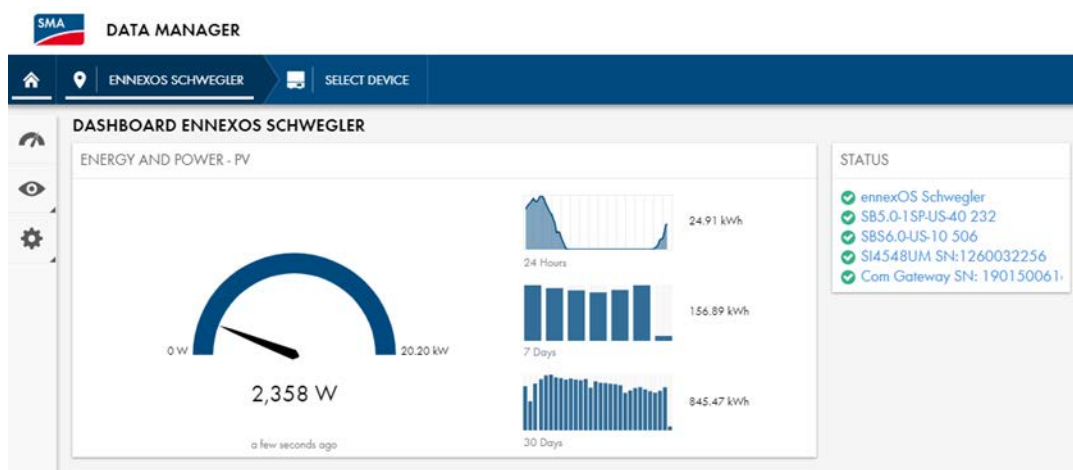 SMA
DATA MANAGER
ENNEXOS SCHWEGLER
SELECT DEVICE
DASHBOARD ENNEXOS SCHWEGLER
ENERGY AND POWER - PV
0 W
20.20 kW
2,358 W
a few seconds ago
24.91 kWh
24 Hours
156.89 kWh
7 Days
845.47 kWh
30 Days
STATUS
ennexOS Schwegler
SB5.0-1SP-US-40 232
SBS6.0-US-10 506
SI4548UM SN:1260032256
Com Gateway SN: 190150061